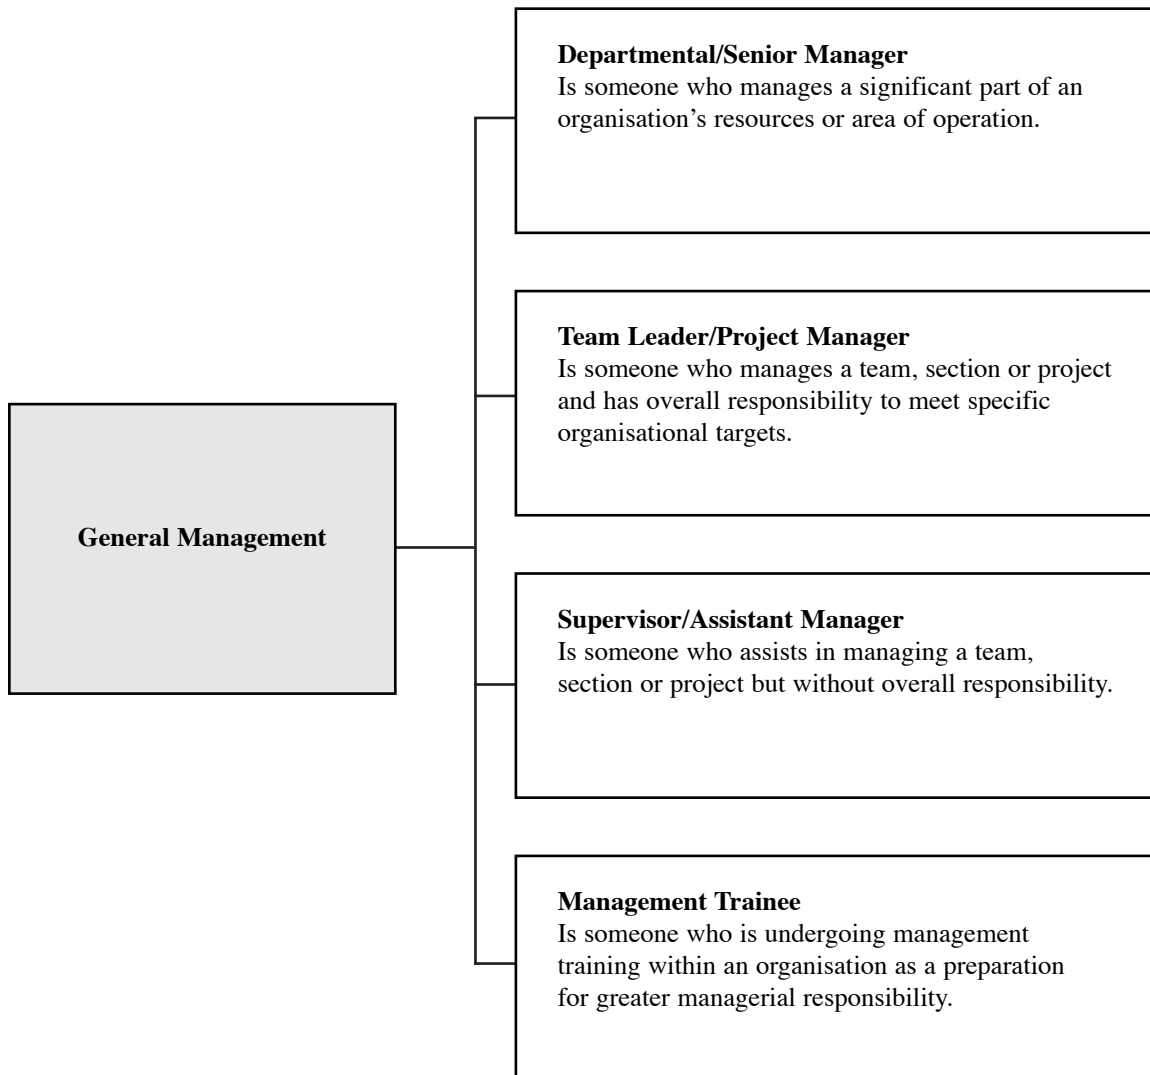 Departmental/Senior Manager
Is someone who manages a significant part of an
organisation’s resources or area of operation.
Team Leader/Project Manager
Is someone who manages a team, section or project
and has overall responsibility to meet specific
organisational targets.
General Management
Supervisor/Assistant Manager
Is someone who assists in managing a team,
section or project but without overall responsibility.
Management Trainee
Is someone who is undergoing management
training within an organisation as a preparation
for greater managerial responsibility.